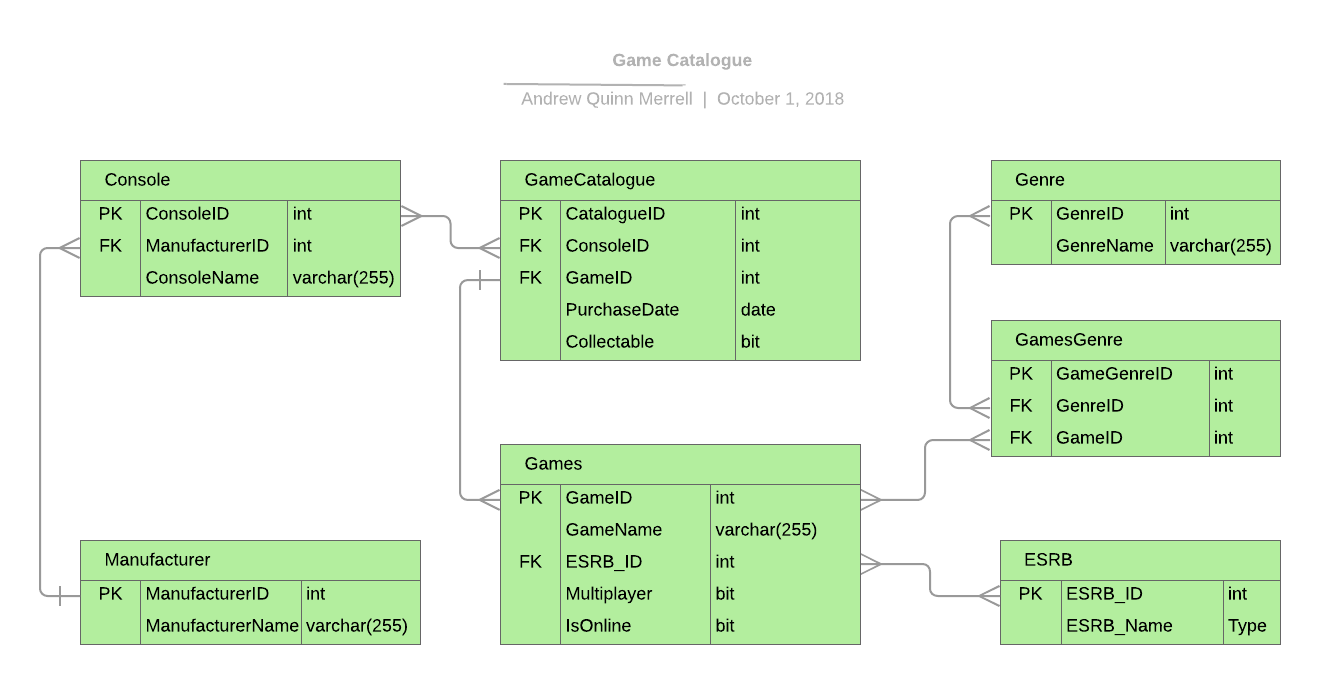 Game Catalogue
Andrew Quinn Merrell | October 1, 2018
Console
PK ConsoleID int
FK ManufacturerID int
ConsoleName varchar(255)
GameCatalogue
PK CatalogueID int
FK ConsoleID int
FK GameID int
PurchaseDate date
Collectable bit
Genre
PK GenreID int
GenreName varchar(255)
GamesGenre
PK GameGenreID int
FK GenreID int
FK GameID int
Games
PK GameID int
GameName varchar(255)
FK ESRB_ID int
Multiplayer bit
IsOnline bit
Manufacturer
PK ManufacturerID int
ManufacturerName varchar(255)
ESRB
PK ESRB_ID int
ESRB_Name Type